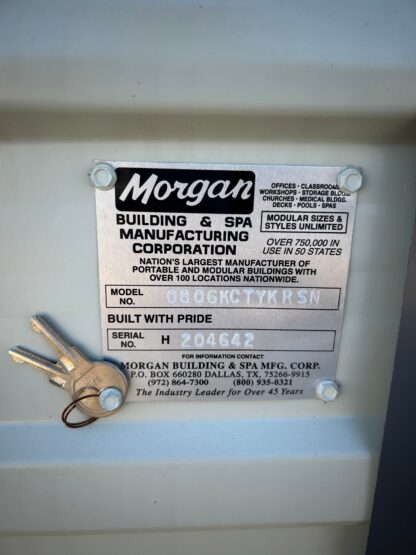 Morgan
BUILDING & SPA
MANUFACTURING
CORPORATION
OFFICES · CLASSROOMS
WORKSHOPS · STORAGE BLDGS.
CHURCHES · MEDICAL BLDGS.
DECKS · POOLS · SPAS
MODULAR SIZES &
STYLES UNLIMITED
OVER 750,000 IN
USE IN 50 STATES
NATION'S LARGEST MANUFACTURER OF
PORTABLE AND MODULAR BUILDINGS WITH
OVER 100 LOCATIONS NATIONWIDE.
MODEL NO. 0806KCTYKRSN
BUILT WITH PRIDE
SERIAL NO. H 204642
FOR INFORMATION CONTACT
MORGAN BUILDING & SPA MFG. CORP.
P.O. BOX 660280 DALLAS, TX, 75266-9915
(972) 864-7300 (800) 935-0321
The Industry Leader for Over 45 Years